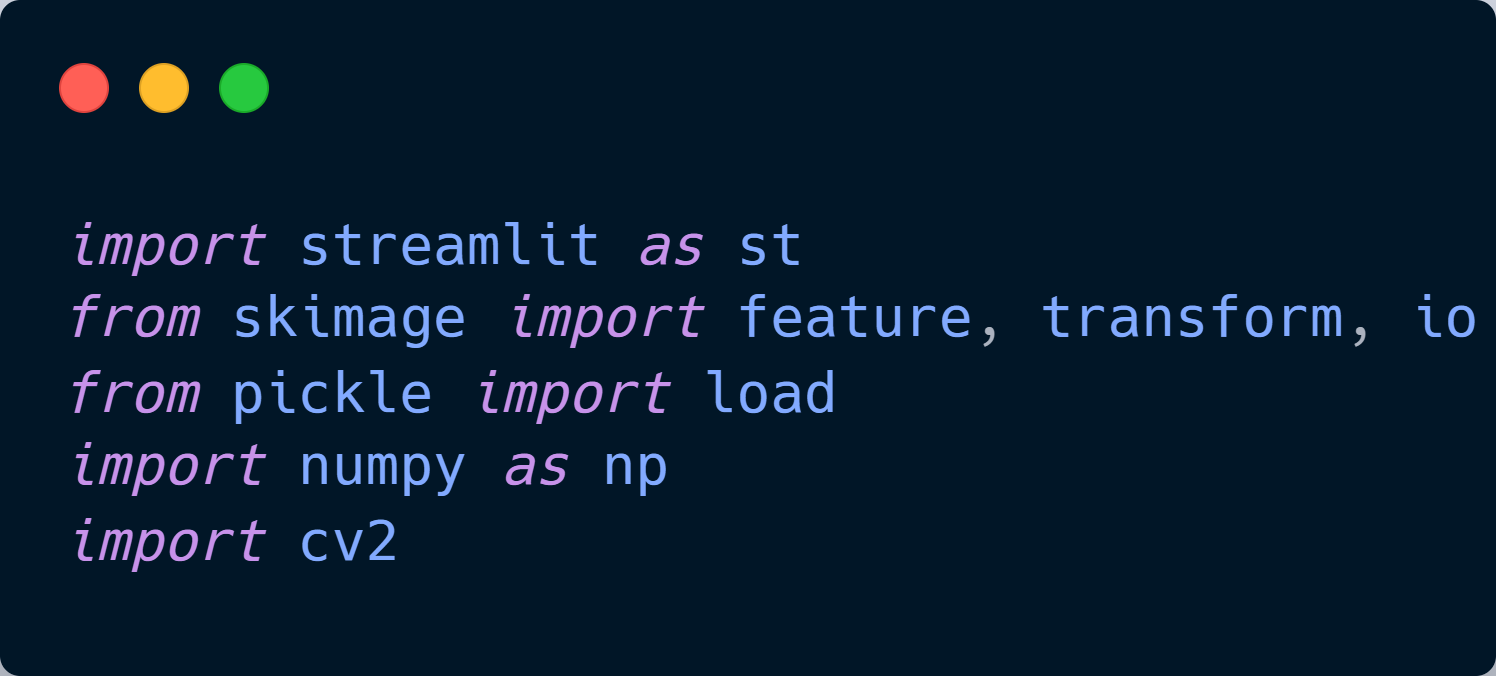 import streamlit as st
from skimage import feature, transform, io
from pickle import load
import numpy as np
import cv2